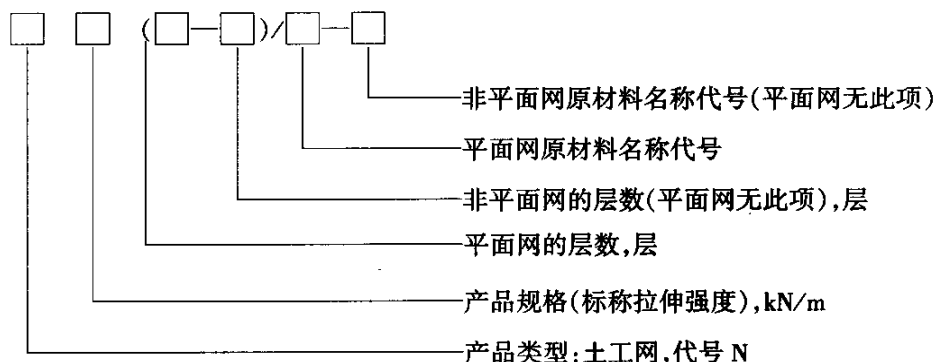 □ □ (□—□)/□—□
非平面网原材料名称代号(平面网无此项)
平面网原材料名称代号
非平面网的层数(平面网无此项),层
平面网的层数,层
产品规格(标称拉伸强度),kN/m
产品类型:土工网,代号 N